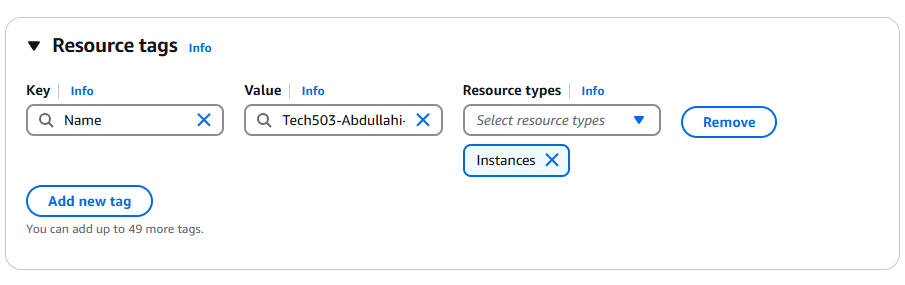 Resource tags Info
Key Info Value Info Resource types Info
Name Tech503-Abdullahi- Select resource types Remove
Instances
Add new tag
You can add up to 49 more tags.